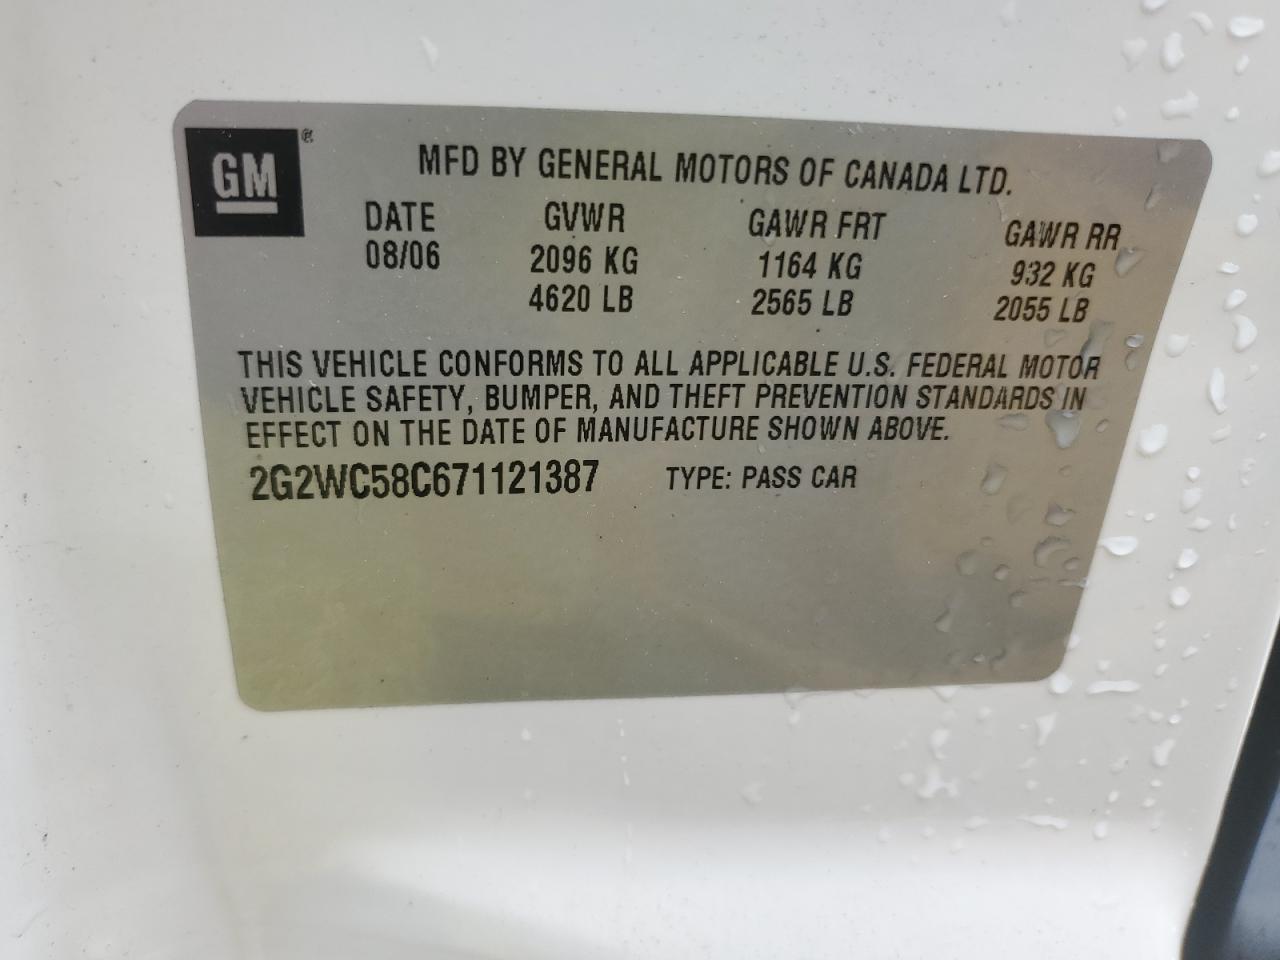 GM ®
MFD BY GENERAL MOTORS OF CANADA LTD.
DATE GVWR GAWR FRT GAWR RR
08/06 2096 KG 1164 KG 932 KG
4620 LB 2565 LB 2055 LB
THIS VEHICLE CONFORMS TO ALL APPLICABLE U.S. FEDERAL MOTOR
VEHICLE SAFETY, BUMPER, AND THEFT PREVENTION STANDARDS IN
EFFECT ON THE DATE OF MANUFACTURE SHOWN ABOVE.
2G2WC58C671121387 TYPE: PASS CAR